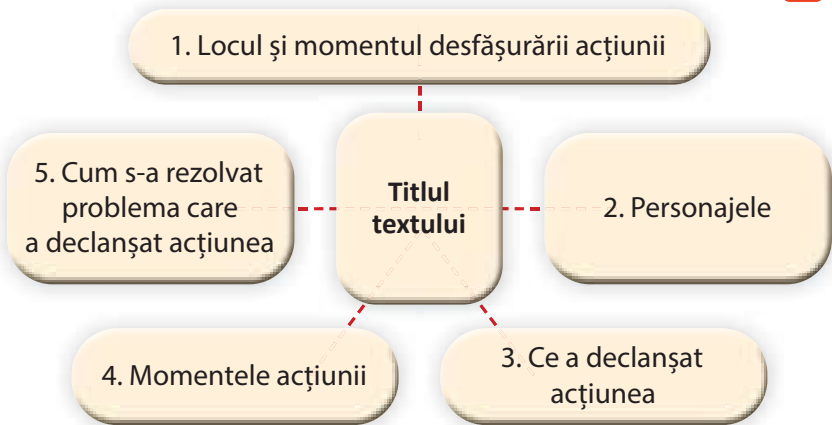 1. Locul și momentul desfășurării acțiunii
5. Cum s-a rezolvat
problema care
a declanșat acțiunea
Titlul
textului
2. Personajele
4. Momentele acțiunii
3. Ce a declanșat
acțiunea